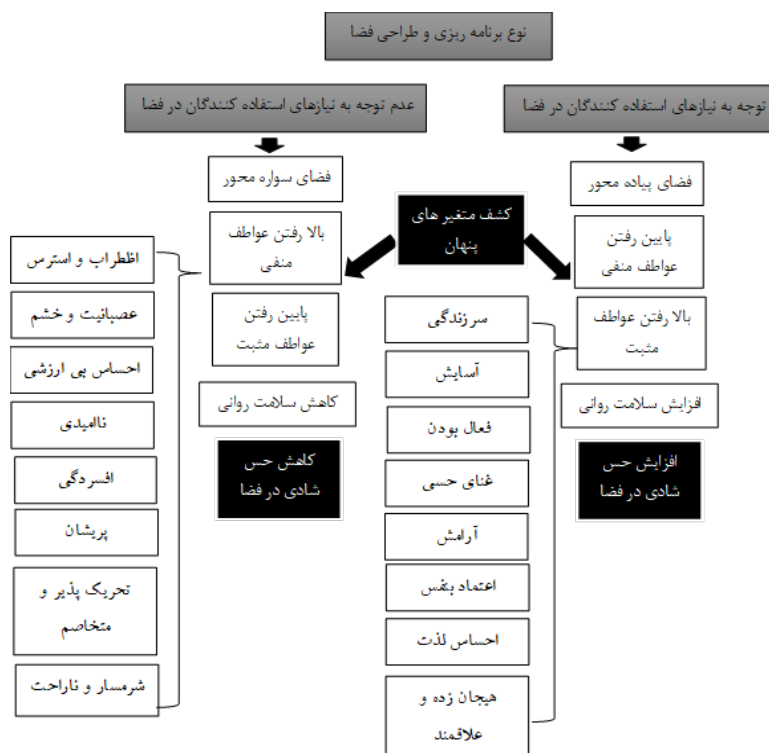 نوع برنامه ریزی و طراحی فضا
توجه به نیازهای استفاده کنندگان در فضا
عدم توجه به نیازهای استفاده کنندگان در فضا
فضای پیاده محور
پایین رفتن
عواطف منفی
بالا رفتن عواطف
مثبت
افزایش سلامت روانی
افزایش حس
شادی در فضا
کشف متغیر های
پنهان
سرزندگی
آسایش
فعال بودن
غنای حسی
آرامش
اعتماد بنفس
احساس لذت
هیجان زده و
علاقمند
فضای سواره محور
بالا رفتن عواطف
منفی
پایین رفتن
عواطف مثبت
کاهش سلامت روانی
کاهش حس
شادی در فضا
اظطراب و استرس
عصبانیت و خشم
احساس بی ارزشی
ناامیدی
افسردگی
پریشان
تحریک پذیر و
متخاصم
شرمسار و ناراحت